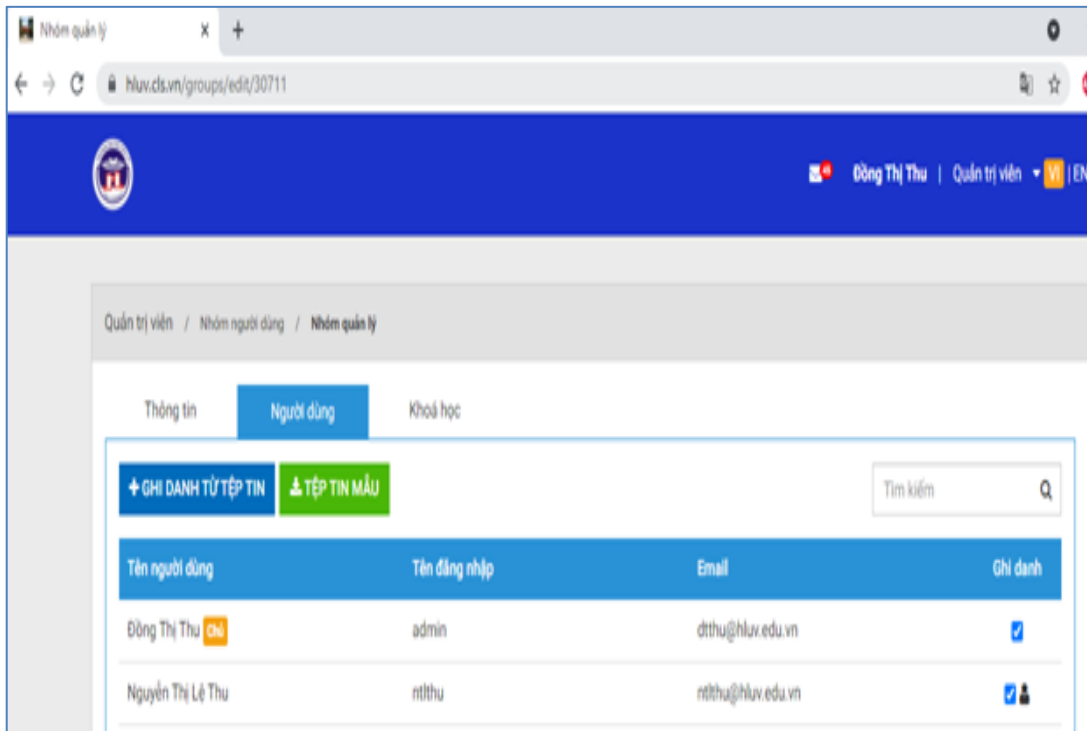 Nhóm quản lý
hluv.cls.vn/groups/edit/30711
Đồng Thị Thu | Quản trị viên VI | EN
Quản trị viên / Nhóm người dùng / Nhóm quản lý
Thông tin Người dùng Khoá học
+ GHI DANH TỪ TỆP TIN TỆP TIN MẪU Tìm kiếm
Tên người dùng Tên đăng nhập Email Ghi danh
Đồng Thị Thu Chủ admin dtthu@hluv.edu.vn
Nguyễn Thị Lệ Thu ntlthu ntlthu@hluv.edu.vn